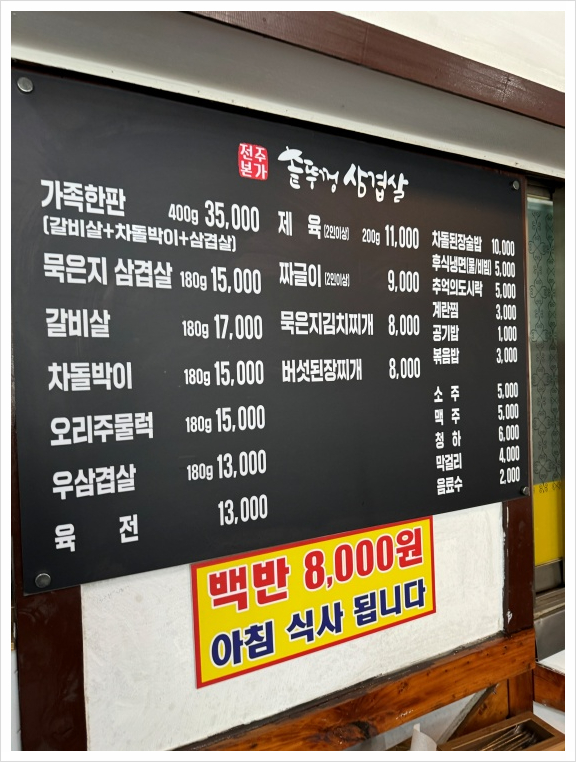 전주
본가
솥뚜껑 삼겹살
가족한판 400g 35,000
(갈비살+차돌박이+삼겹살)
묵은지 삼겹살 180g 15,000
갈비살 180g 17,000
차돌박이 180g 15,000
오리주물럭 180g 15,000
우삼겹살 180g 13,000
육 전 13,000
제 육 (2인이상) 200g 11,000
짜글이 (2인이상) 9,000
묵은지김치찌개 8,000
버섯된장찌개 8,000
차돌된장술밥 10,000
후식냉면(물/비빔) 5,000
추억의도시락 5,000
계란찜 3,000
공기밥 1,000
볶음밥 3,000
소 주 5,000
맥 주 5,000
청 하 6,000
막걸리 4,000
음료수 2,000
백반 8,000원
아침 식사 됩니다